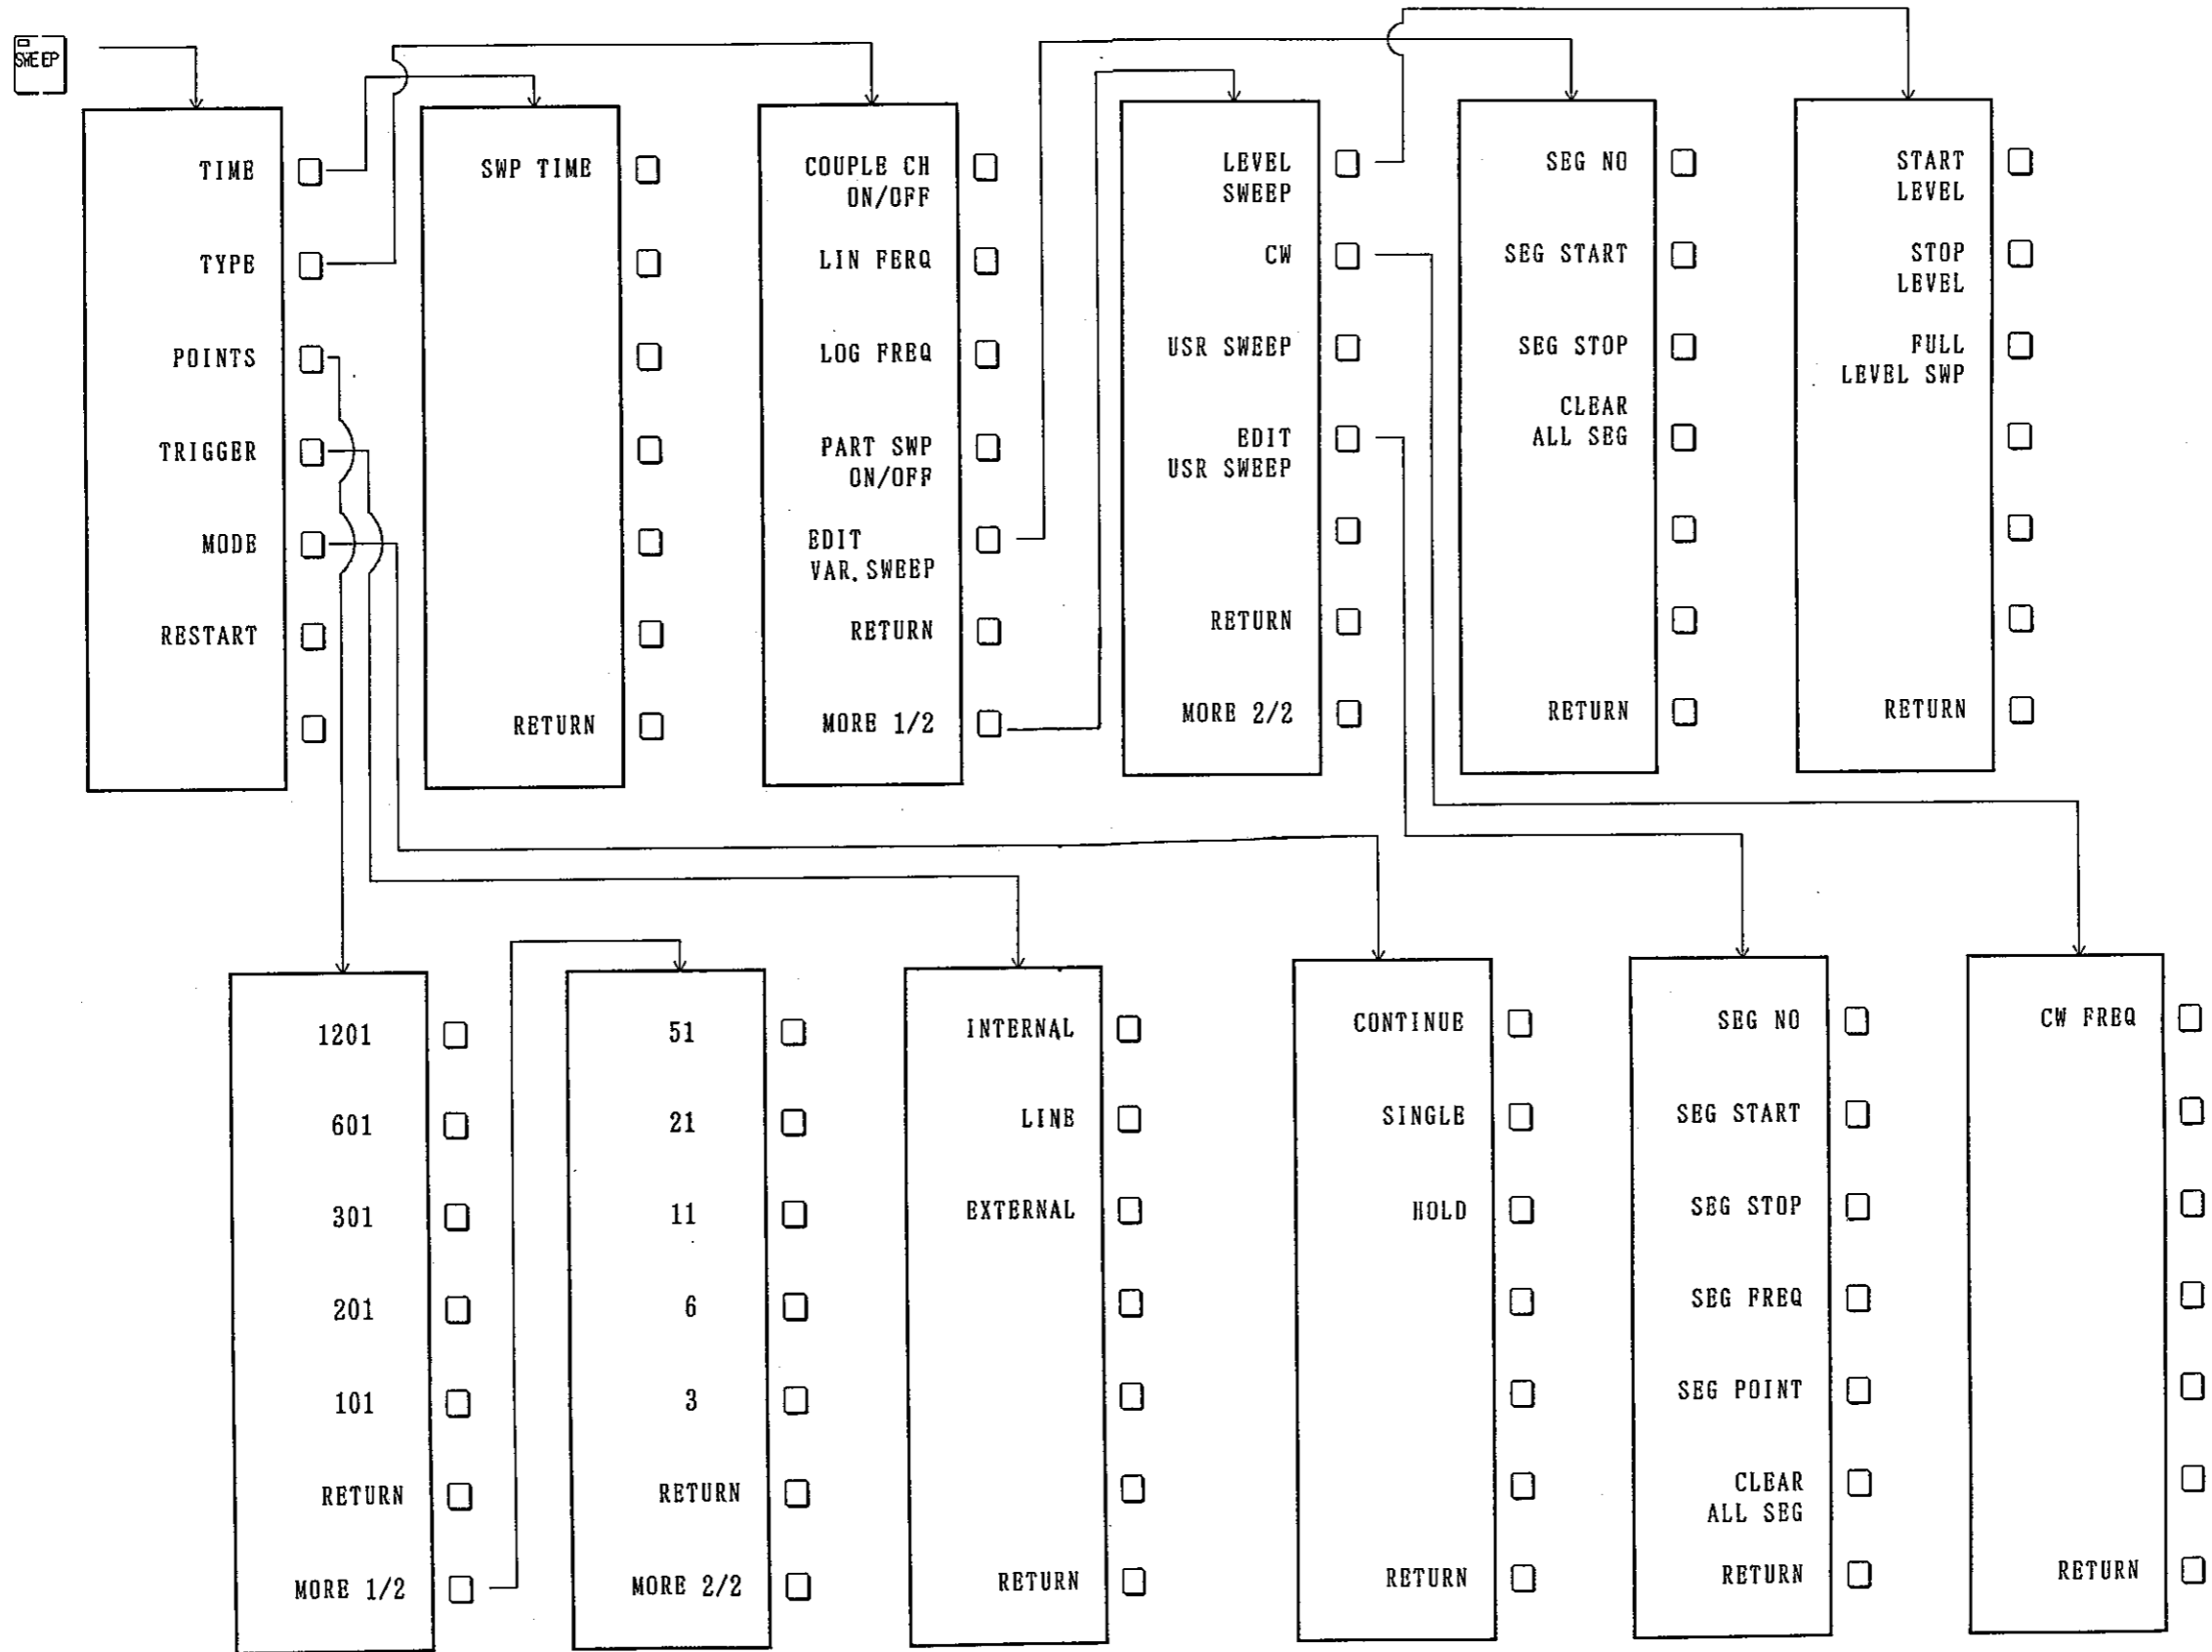 SWEEP
TIME
TYPE
POINTS
TRIGGER
MODE
RESTART
SWP TIME
RETURN
COUPLE CH
ON/OFF
LIN FERQ
LOG FREQ
PART SWP
ON/OFF
EDIT
VAR. SWEEP
RETURN
MORE 1/2
LEVEL
SWEEP
CW
USR SWEEP
EDIT
USR SWEEP
RETURN
MORE 2/2
SEG NO
SEG START
SEG STOP
CLEAR
ALL SEG
RETURN
START
LEVEL
STOP
LEVEL
FULL
LEVEL SWP
RETURN
1201
601
301
201
101
RETURN
MORE 1/2
51
21
11
6
3
RETURN
MORE 2/2
INTERNAL
LINE
EXTERNAL
RETURN
CONTINUE
SINGLE
HOLD
RETURN
SEG NO
SEG START
SEG STOP
SEG FREQ
SEG POINT
CLEAR
ALL SEG
RETURN
CW FREQ
RETURN